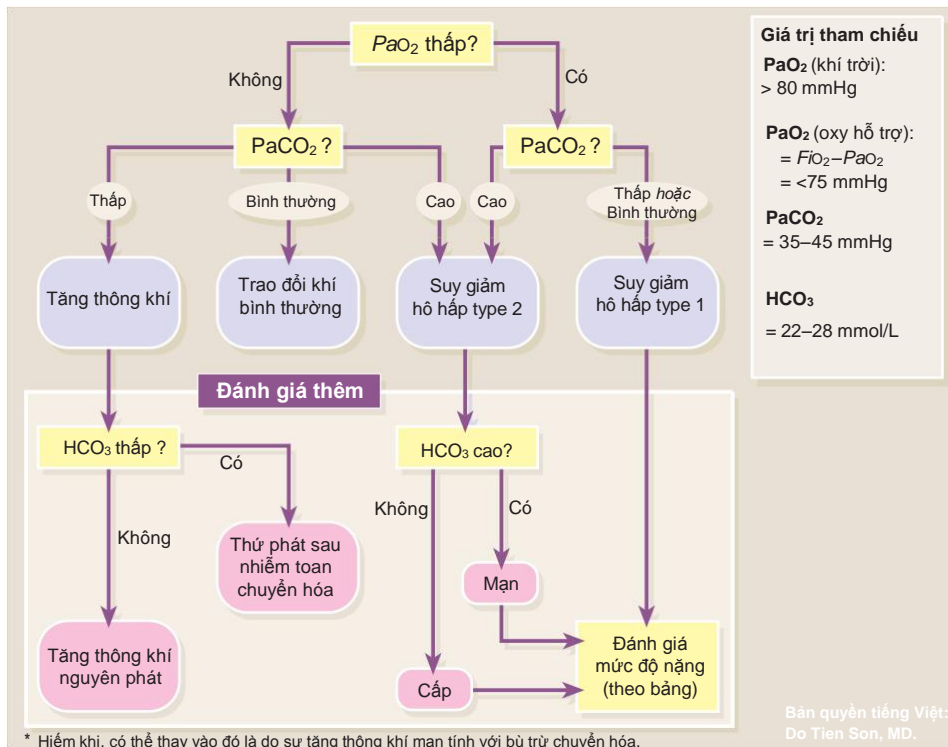 PaO₂ thấp?
Không
Có
PaCO₂ ?
PaCO₂ ?
Thấp
Bình thường
Cao
Cao
Thấp hoặc
Bình thường
Tăng thông khí
Trao đổi khí
bình thường
Suy giảm
hô hấp type 2
Suy giảm
hô hấp type 1
Đánh giá thêm
HCO₃ thấp ?
Có
Không
Thứ phát sau
nhiễm toan
chuyển hóa
Tăng thông khí
nguyên phát
HCO₃ cao?
Không
Có
Mạn
Cấp
Đánh giá
mức độ nặng
(theo bảng)
Giá trị tham chiếu
PaO₂ (khí trời):
> 80 mmHg
PaO₂ (oxy hỗ trợ):
= FiO₂–PaO₂
= <75 mmHg
PaCO₂
= 35–45 mmHg
HCO₃
= 22–28 mmol/L
Bản quyền tiếng Việt:
Do Tien Son, MD.
* Hiếm khi, có thể thay vào đó là do sự tăng thông khí mạn tính với bù trừ chuyển hóa.